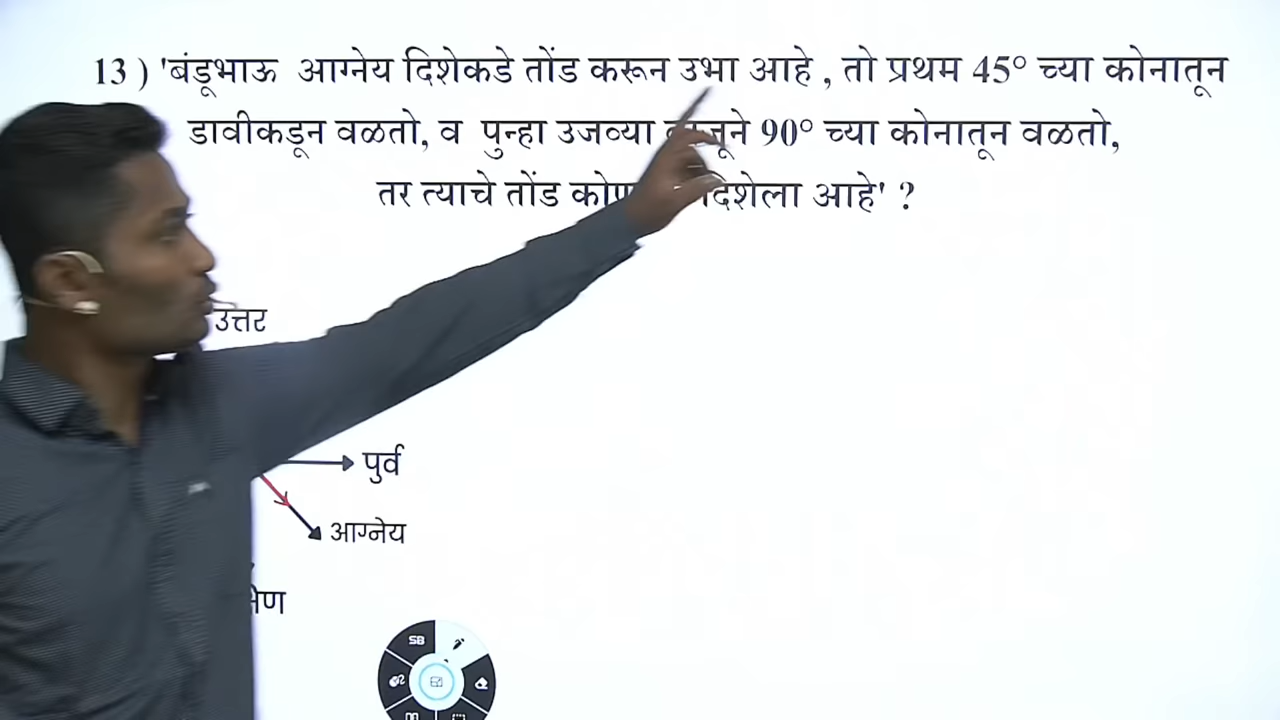 13 ) 'बंडूभाऊ आग्नेय दिशेकडे तोंड करून उभा आहे , तो प्रथम 45° च्या कोनातून
डावीकडून वळतो, व पुन्हा उजव्या 90° च्या कोनातून वळतो,
तर त्याचे तोंड दिशेला आहे' ?
उत्तर
पुर्व
आग्नेय
SB